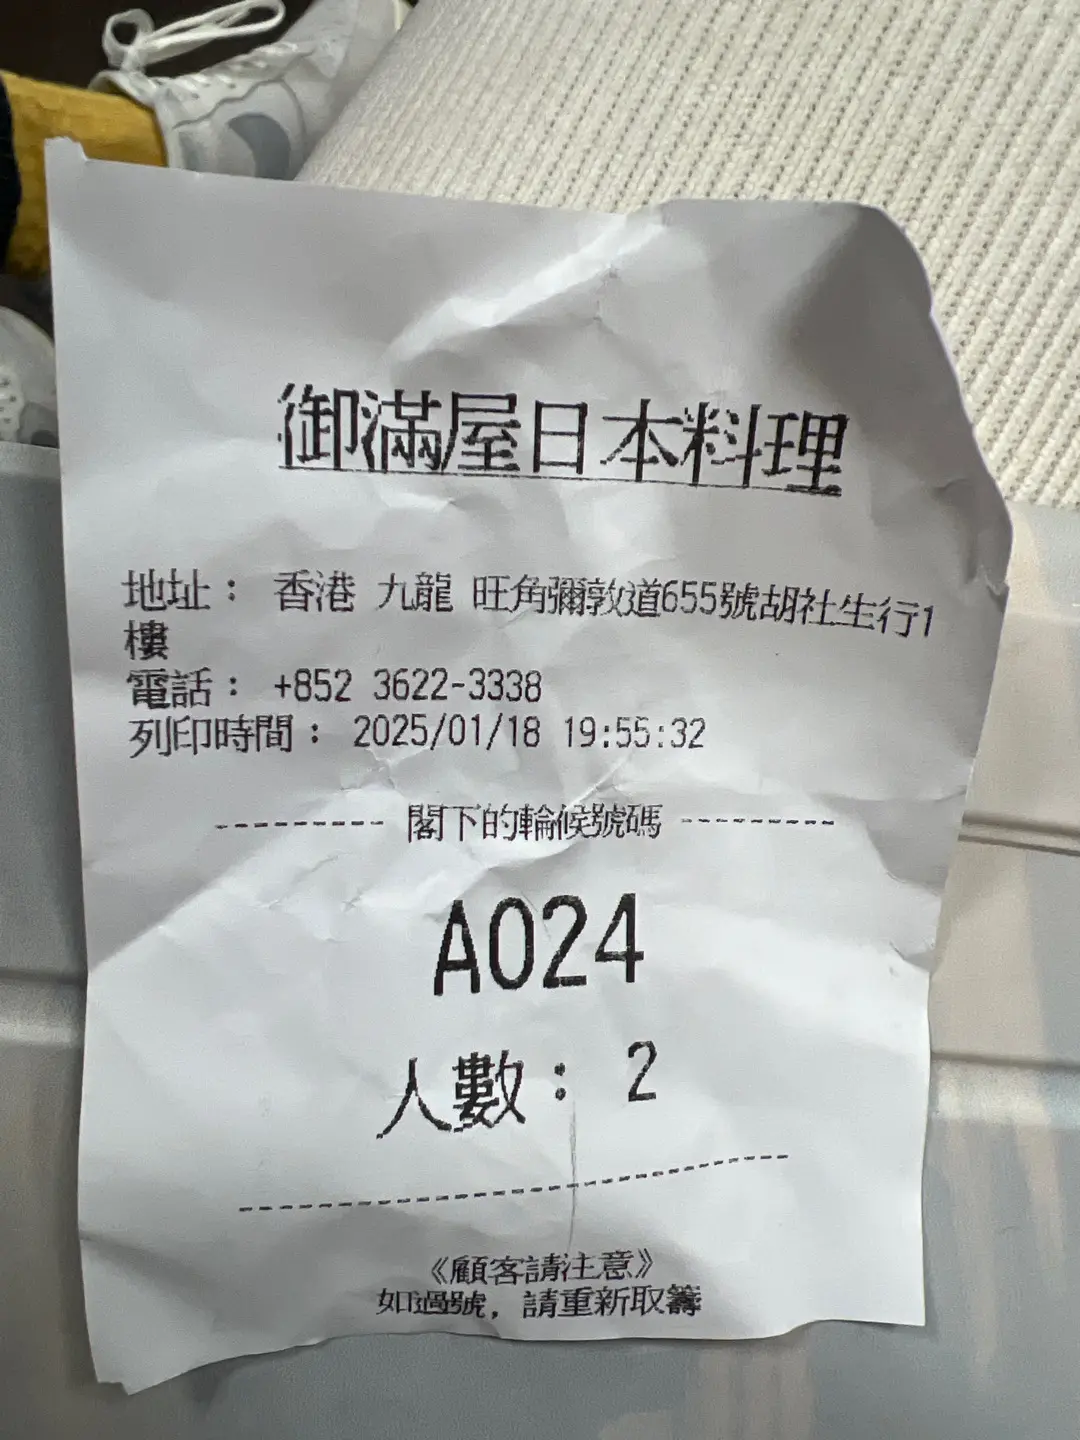 御滿屋日本料理
地址： 香港 九龍 旺角彌敦道655號胡社生行1
樓
電話： +852 3622-3338
列印時間： 2025/01/18 19:55:32
--------- 閣下的輪候號碼 ---------
A024
人數： 2
《顧客請注意》
如過號，請重新取籌